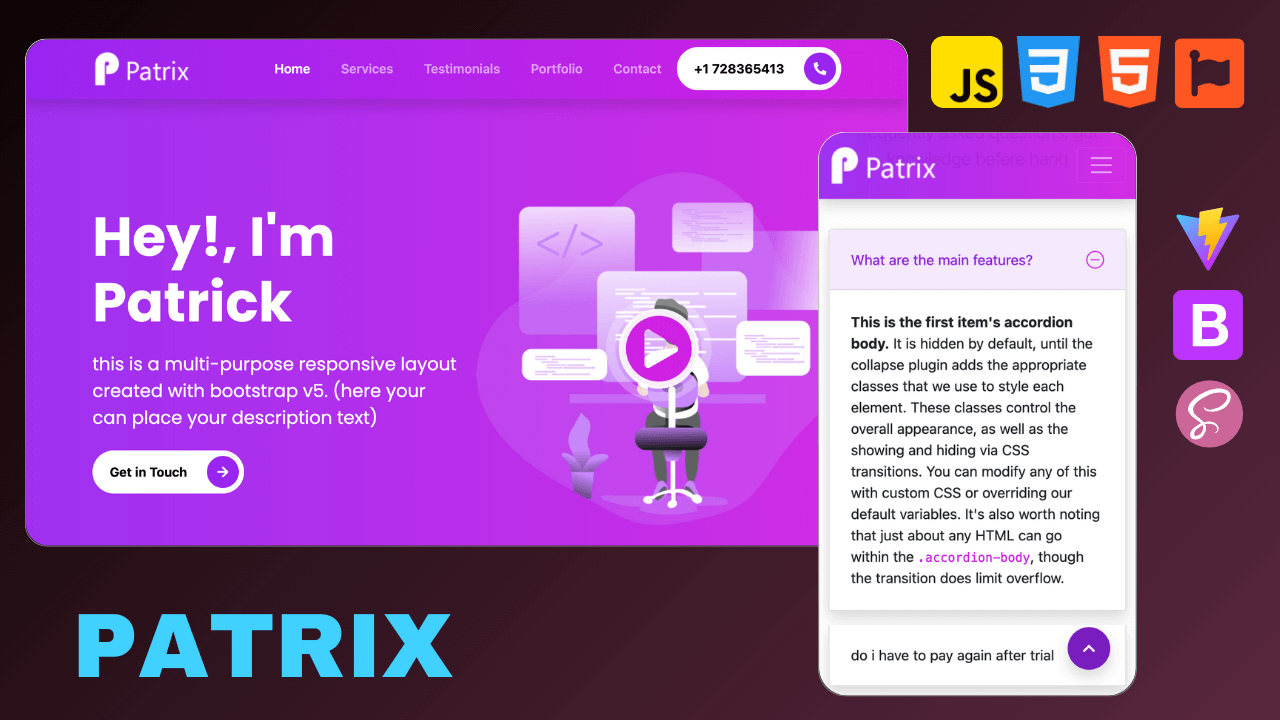 Patrix
Home
Services
Testimonials
Portfolio
Contact
+1 728365413
Hey!, I'm
Patrick
this is a multi-purpose responsive layout
created with bootstrap v5. (here your
can place your description text)
Get in Touch
</>
JS
3
5
B
Patrix
What are the main features?
This is the first item's accordion
body. It is hidden by default, until the
collapse plugin adds the appropriate
classes that we use to style each
element. These classes control the
overall appearance, as well as the
showing and hiding via CSS
transitions. You can modify any of this
with custom CSS or overriding our
default variables. It's also worth noting
that just about any HTML can go
within the .accordion-body, though
the transition does limit overflow.
do i have to pay again after trial
PATRIX